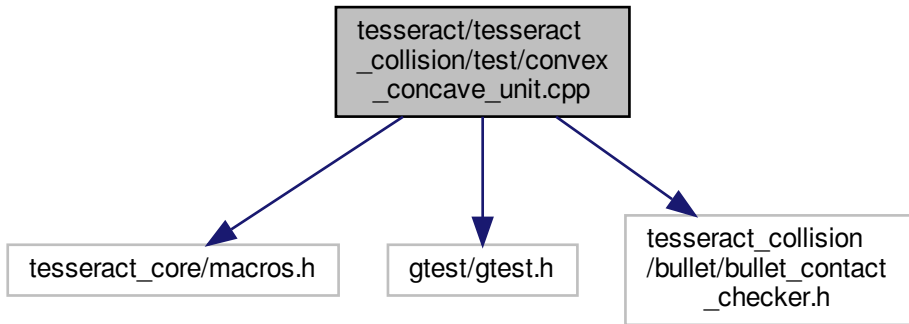 tesseract/tesseract
_collision/test/convex
_concave_unit.cpp
tesseract_core/macros.h
gtest/gtest.h
tesseract_collision
/bullet/bullet_contact
_checker.h